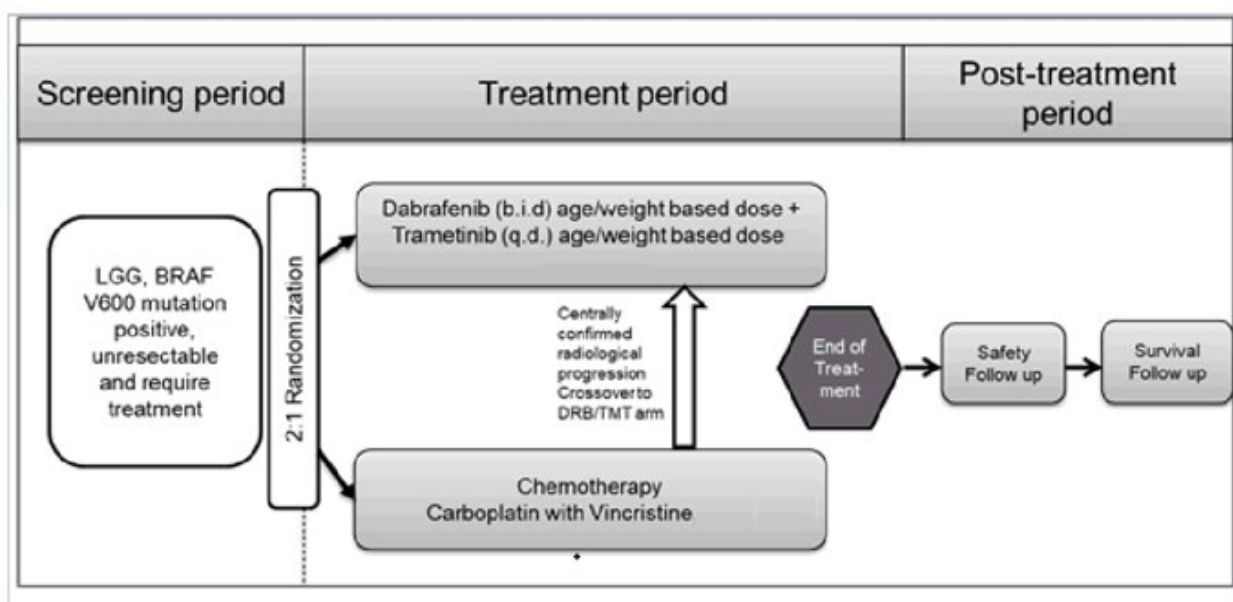 Screening period
Treatment period
Post-treatment
period
LGG, BRAF
V600 mutation
positive,
unresectable
and require
treatment
2:1 Randomization
Dabrafenib (b.i.d) age/weight based dose +
Trametinib (q.d.) age/weight based dose
Centrally
confirmed
radiological
progression
Crossover to
DRB/TMT arm
Chemotherapy
Carboplatin with Vincristine
End of
Treat-
ment
Safety
Follow up
Survival
Follow up